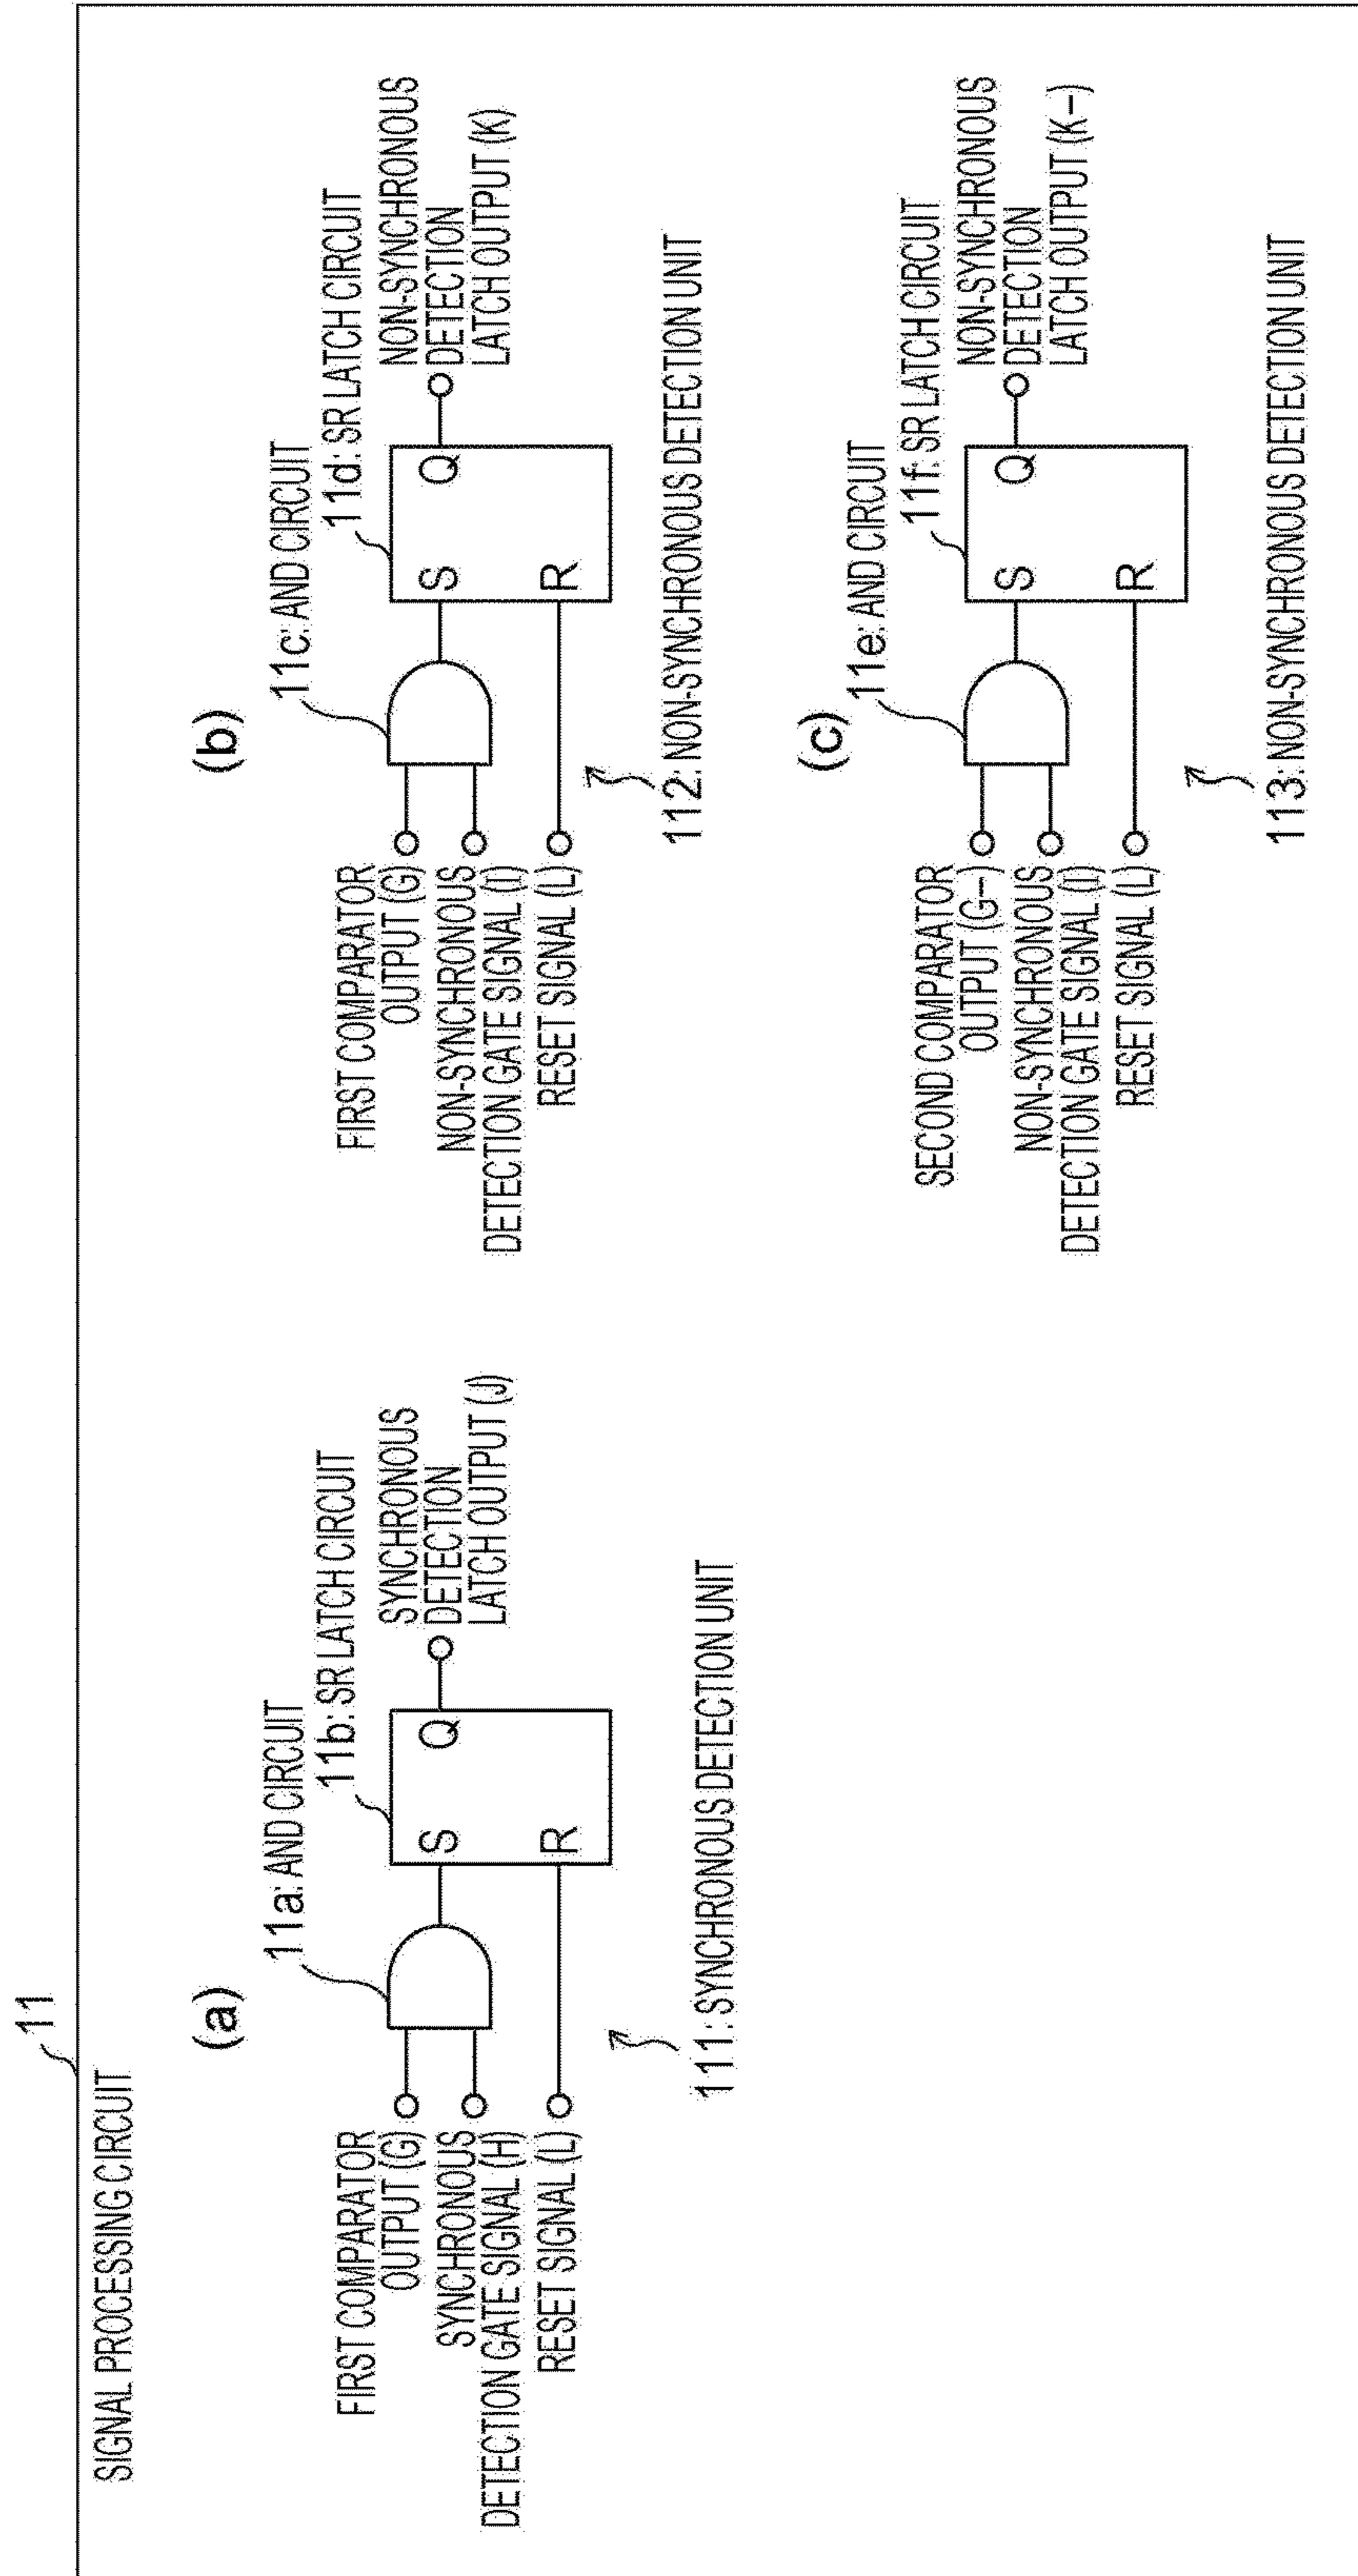 11
SIGNAL PROCESSING CIRCUIT
(a)
11a: AND CIRCUIT
11b: SR LATCH CIRCUIT
FIRST COMPARATOR
OUTPUT (G)
SYNCHRONOUS
DETECTION GATE SIGNAL (H)
RESET SIGNAL (L)
S
R
Q
SYNCHRONOUS
DETECTION
LATCH OUTPUT (J)
111: SYNCHRONOUS DETECTION UNIT
(b)
11c: AND CIRCUIT
11d: SR LATCH CIRCUIT
FIRST COMPARATOR
OUTPUT (G)
NON-SYNCHRONOUS
DETECTION GATE SIGNAL (I)
RESET SIGNAL (L)
S
R
Q
NON-SYNCHRONOUS
DETECTION
LATCH OUTPUT (K)
112: NON-SYNCHRONOUS DETECTION UNIT
(c)
11e: AND CIRCUIT
11f: SR LATCH CIRCUIT
SECOND COMPARATOR
OUTPUT (G−)
NON-SYNCHRONOUS
DETECTION GATE SIGNAL (I)
RESET SIGNAL (L)
S
R
Q
NON-SYNCHRONOUS
DETECTION
LATCH OUTPUT (K−)
113: NON-SYNCHRONOUS DETECTION UNIT